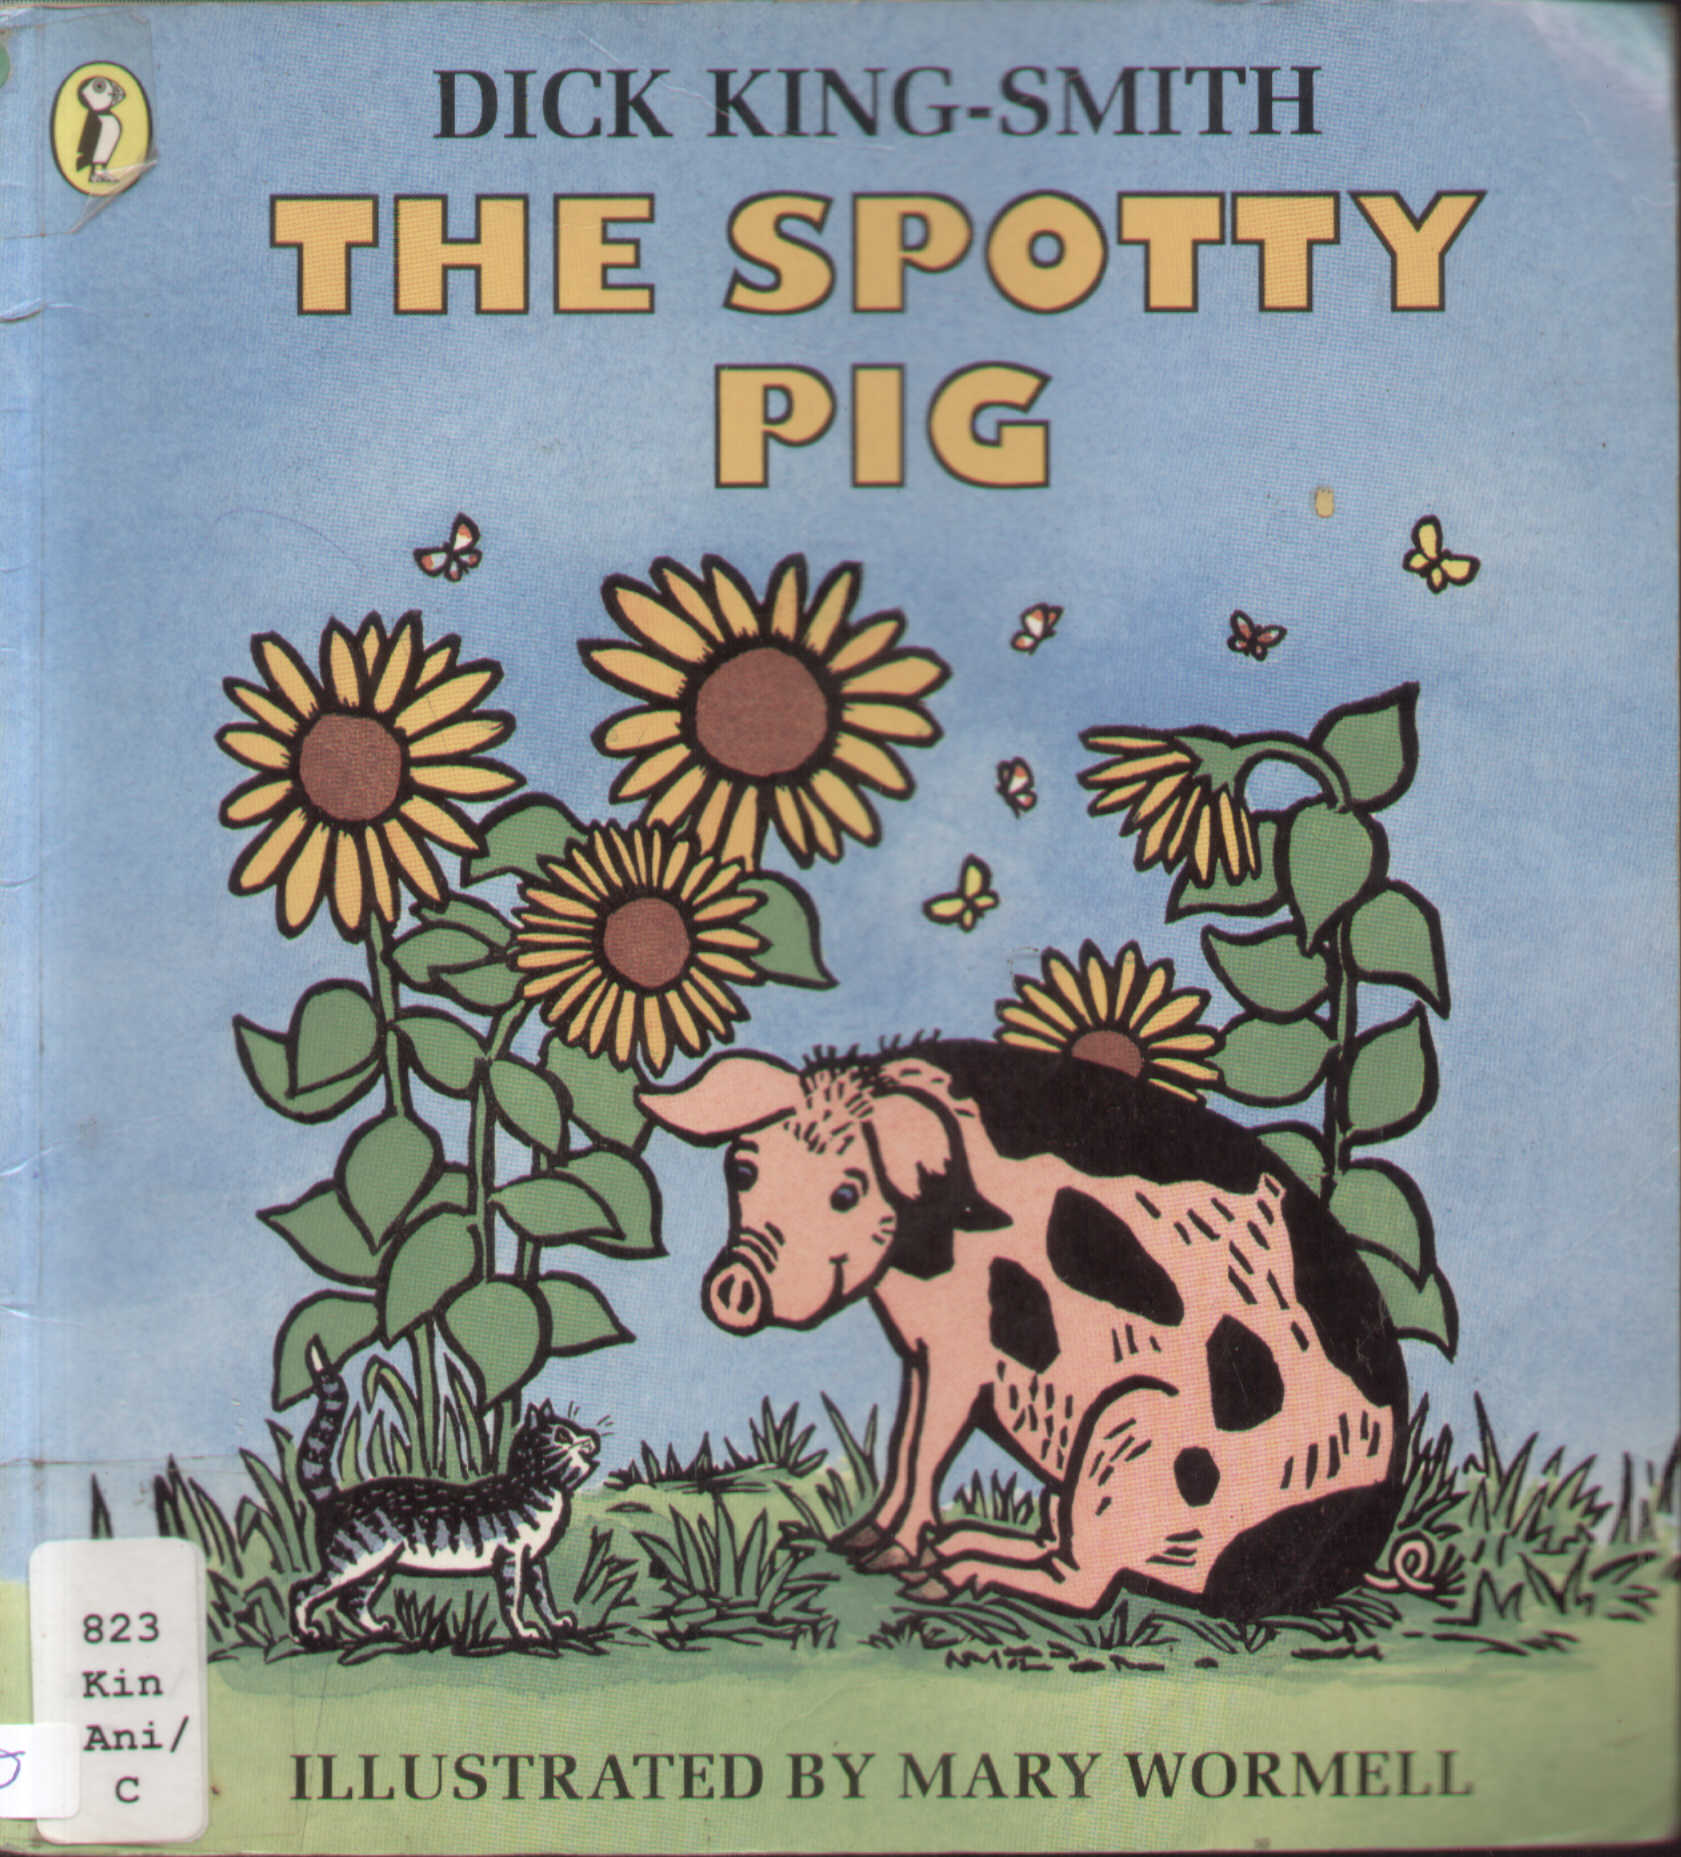 DICK KING-SMITH
THE SPOTTY
PIG
823
Kin
Ani/
C
ILLUSTRATED BY MARY WORMELL